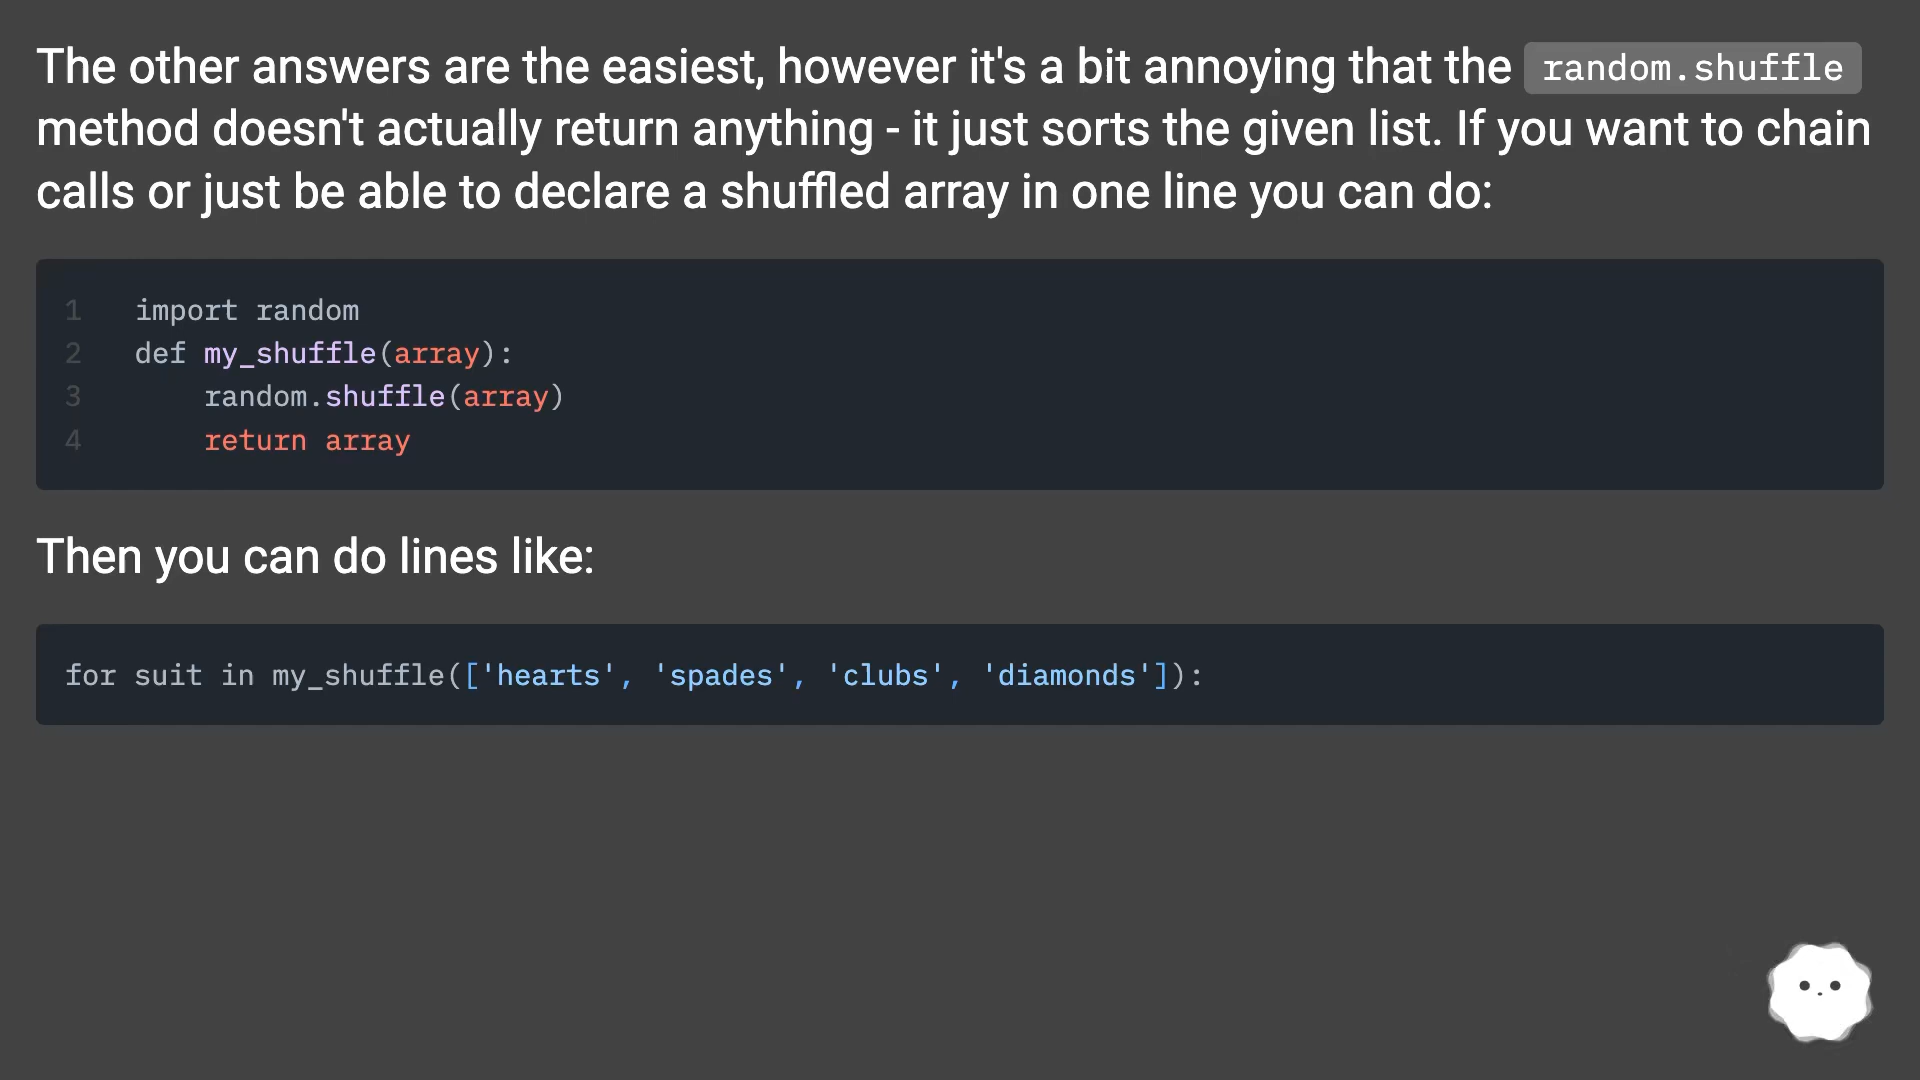 The other answers are the easiest, however it's a bit annoying that the random.shuffle
method doesn't actually return anything - it just sorts the given list. If you want to chain
calls or just be able to declare a shuffled array in one line you can do:
1 import random
2 def my_shuffle(array):
3     random.shuffle(array)
4     return array
Then you can do lines like:
for suit in my_shuffle(['hearts', 'spades', 'clubs', 'diamonds']):